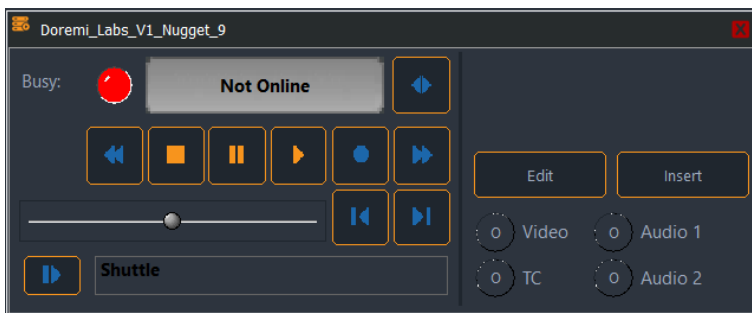 Doremi_Labs_V1_Nugget_9
Busy:
Not Online
Edit
Insert
0 Video
0 Audio 1
Shuttle
0 TC
0 Audio 2